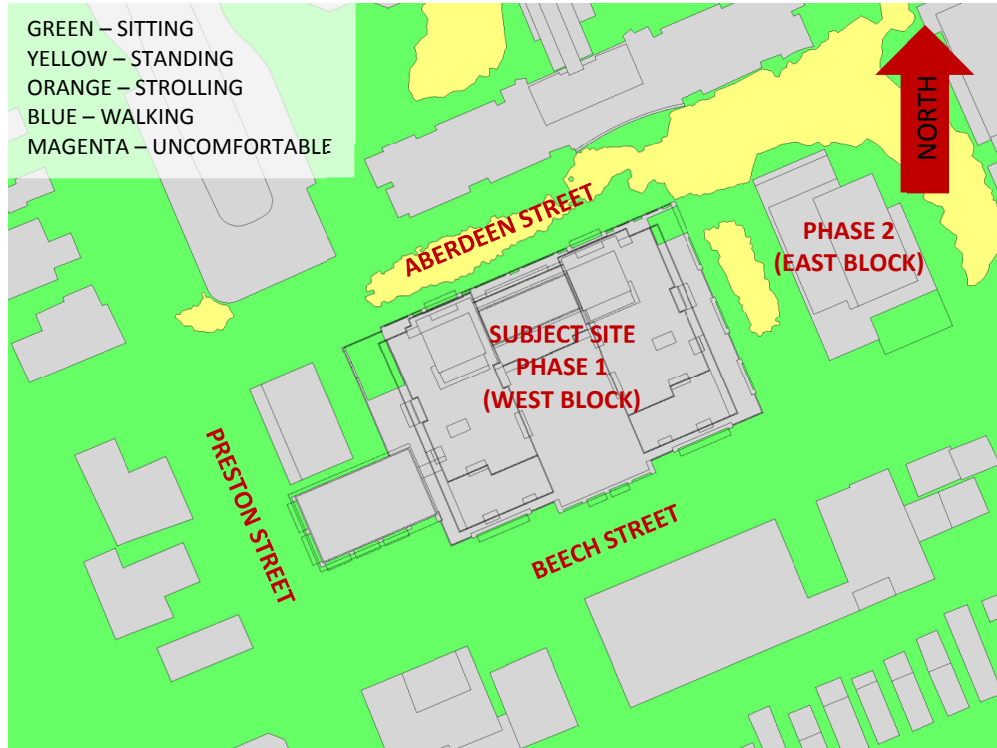 GREEN – SITTING
YELLOW – STANDING
ORANGE – STROLLING
BLUE – WALKING
MAGENTA – UNCOMFORTABLE
NORTH
ABERDEEN STREET
PHASE 2
(EAST BLOCK)
SUBJECT SITE
PHASE 1
(WEST BLOCK)
PRESTON STREET
BEECH STREET